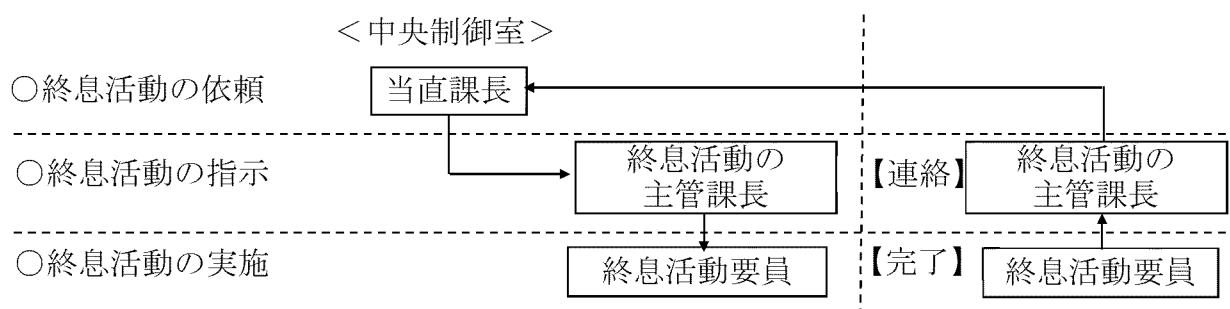 ＜中央制御室＞
○終息活動の依頼
当直課長
○終息活動の指示
終息活動の
主管課長
【連絡】
終息活動の
主管課長
○終息活動の実施
終息活動要員
【完了】
終息活動要員